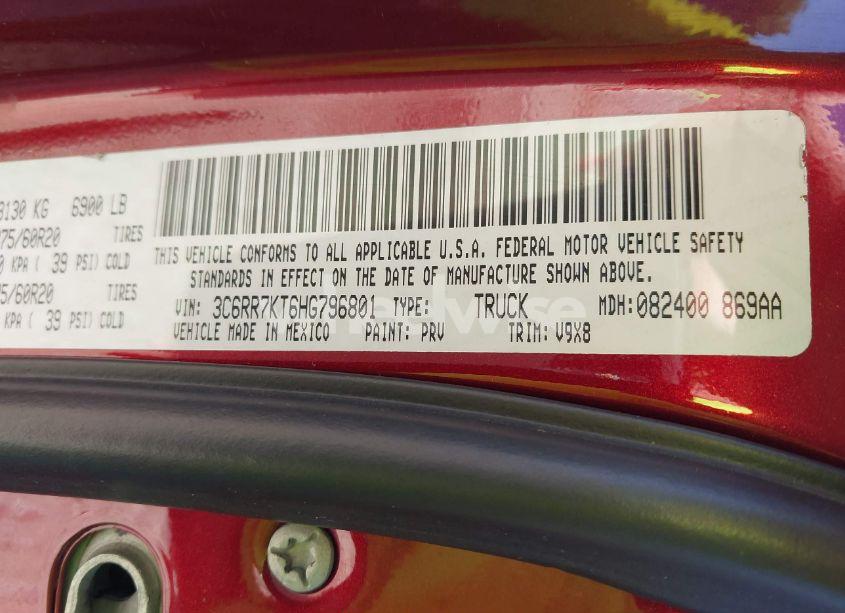 3130 KG 6900 LB
75/60R20 TIRES
KPA ( 39 PSI) COLD
5/60R20 TIRES
KPA ( 39 PSI) COLD
THIS VEHICLE CONFORMS TO ALL APPLICABLE U.S.A. FEDERAL MOTOR VEHICLE SAFETY
STANDARDS IN EFFECT ON THE DATE OF MANUFACTURE SHOWN ABOVE.
VIN: 3C6RR7KT6HG796801 TYPE: TRUCK MDH:082400 869AA
VEHICLE MADE IN MEXICO PAINT: PRV TRIM: V9X8